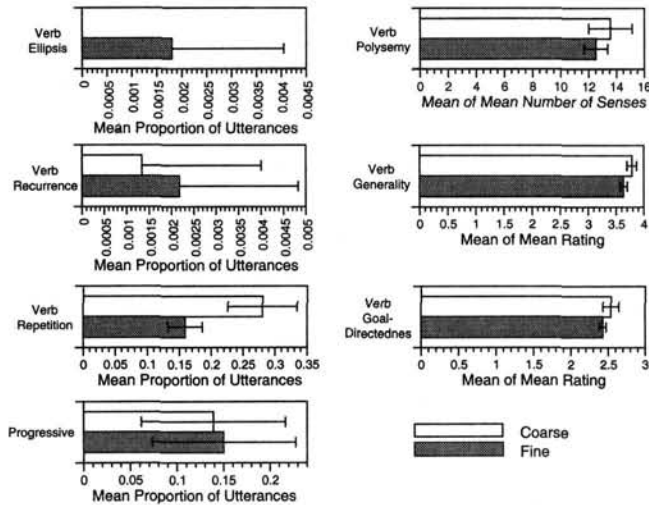 Verb
Ellipsis
0
0.0005
0.001
0.0015
0.002
0.0025
0.003
0.0035
0.004
0.0045
Mean Proportion of Utterances
Verb
Recurrence
0
0.0005
0.001
0.0015
0.002
0.0025
0.003
0.0035
0.004
0.0045
0.005
Mean Proportion of Utterances
Verb
Repetition
0 0.05 0.1 0.15 0.2 0.25 0.3 0.35
Mean Proportion of Utterances
Progressive
0 0.05 0.1 0.15 0.2
Mean Proportion of Utterances
Verb
Polysemy
0 2 4 6 8 10 12 14 16
Mean of Mean Number of Senses
Verb
Generality
0 0.5 1 1.5 2 2.5 3 3.5 4
Mean of Mean Rating
Verb
Goal-
Directednes
0 0.5 1 1.5 2 2.5 3
Mean of Mean Rating
Coarse
Fine